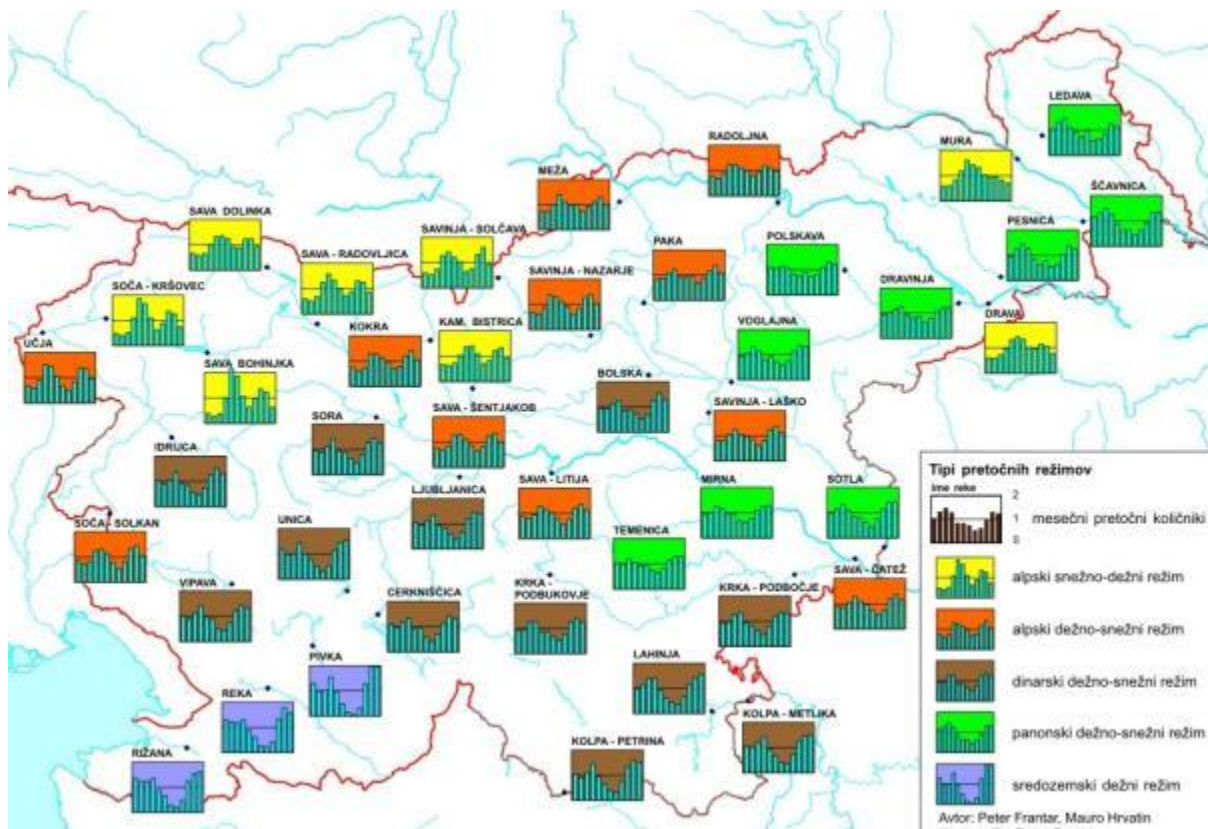 LEDAVA
RADOLJNA
MURA
MEŽA
ŠČAVNICA
SAVA DOLINKA
PESNICA
SAVINJA - SOLČAVA
PAKA
POLSKAVA
SAVA - RADOVLJICA
SAVINJA - NAZARJE
DRAVINJA
SOČA - KRŠOVEC
KOKRA
KAM. BISTRICA
VOGLAJNA
DRAVA
UČJA
SAVA BOHINJKA
BOLSKA
SORA
SAVA - ŠENTJAKOB
SAVINJA - LAŠKO
IDRIJCA
LJUBLJANICA
SAVA - LITIJA
MIRNA
SOTLA
SOČA - SOLKAN
UNICA
TEMENICA
VIPAVA
CERKNIŠČICA
KRKA -
PODBUKOVJE
KRKA - PODBOČJE
SAVA - ČATEŽ
PIVKA
LAHINJA
REKA
KOLPA - METLIKA
RIŽANA
KOLPA - PETRINA
Tipi pretočnih režimov
ime reke
2
1
0
mesečni pretočni količniki
alpski snežno-dežni režim
alpski dežno-snežni režim
dinarski dežno-snežni režim
panonski dežno-snežni režim
sredozemski dežni režim
Avtor: Peter Frantar, Mauro Hrvatin